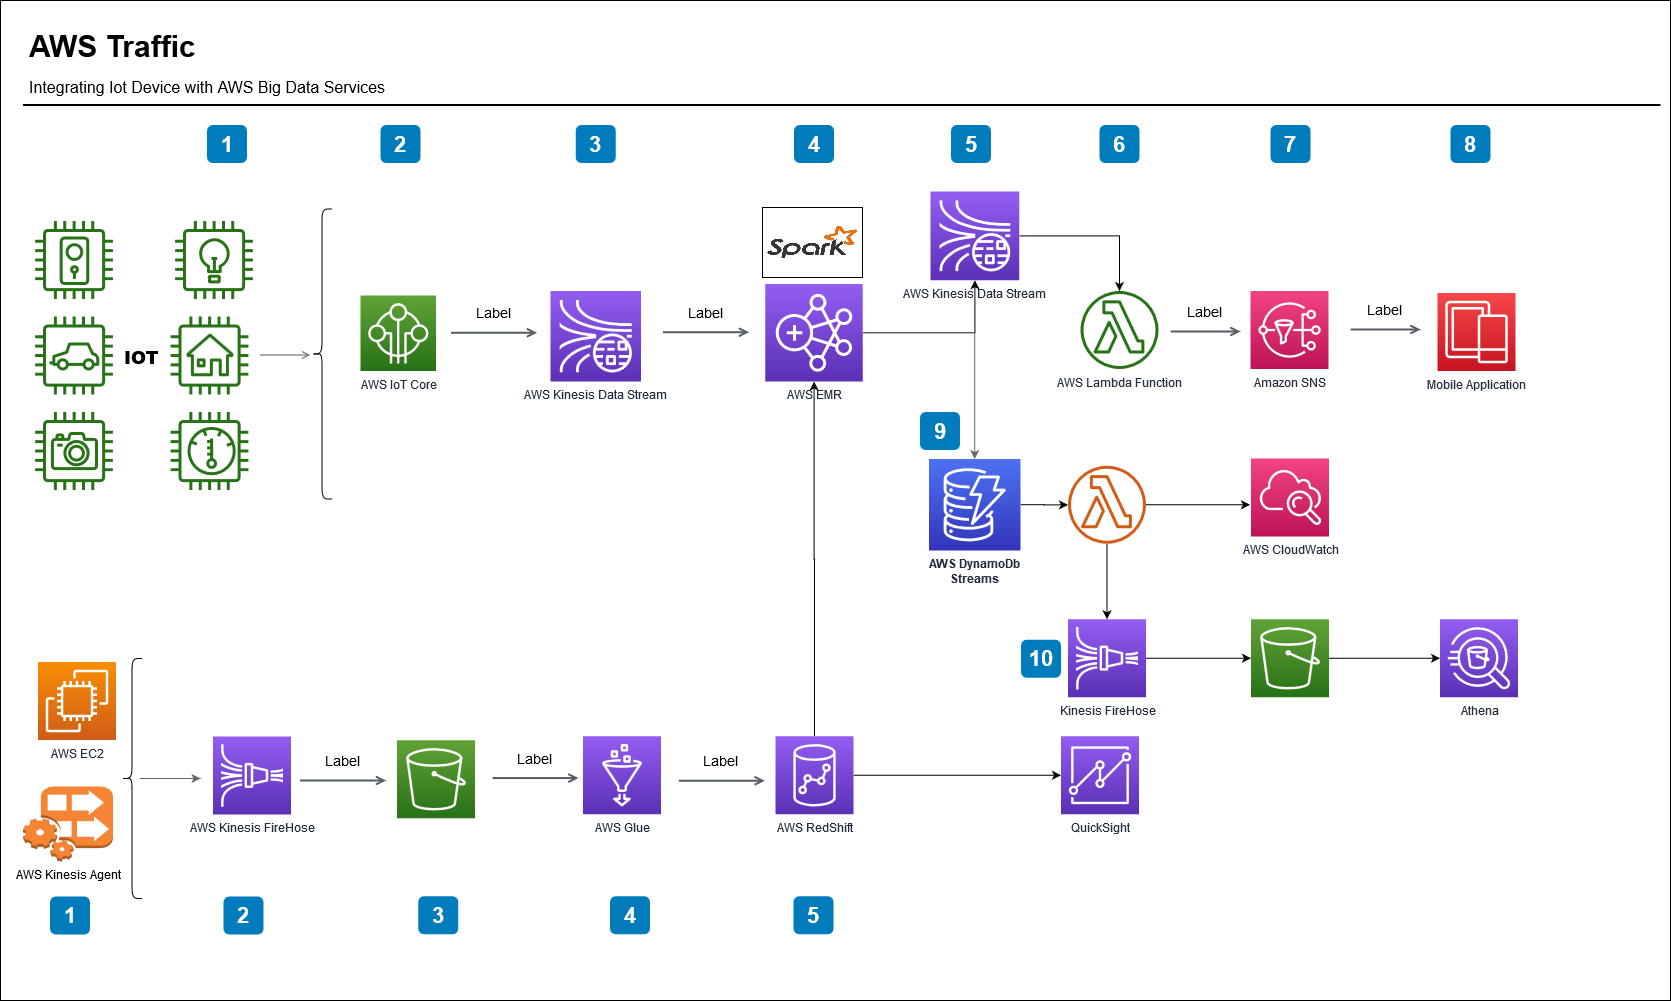 AWS Traffic
Integrating Iot Device with AWS Big Data Services
1
2
3
4
5
6
7
8
Spark
AWS Kinesis Data Stream
IOT
Label
Label
Label
Label
AWS IoT Core
AWS Kinesis Data Stream
AWS EMR
AWS Lambda Function
Amazon SNS
Mobile Application
9
AWS DynamoDb
Streams
AWS CloudWatch
10
Kinesis FireHose
Athena
AWS EC2
Label
Label
Label
AWS Kinesis FireHose
AWS Glue
AWS RedShift
QuickSight
AWS Kinesis Agent
1
2
3
4
5